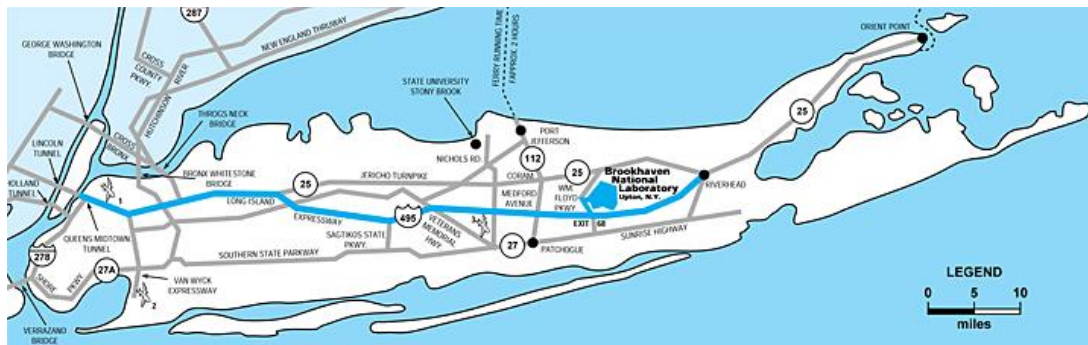 287
GEORGE WASHINGTON
BRIDGE
CROSS
COUNTY
PKWY.
HUTCHINSON
RIVER
NEW ENGLAND THRUWAY
THROGS NECK
BRIDGE
CROSS
BRONX
LINCOLN
TUNNEL
HOLLAND
TUNNEL
BRONX WHITESTONE
BRIDGE
1
QUEENS MIDTOWN
TUNNEL
278
SHORE
PKWY
27A
VERRAZANO
BRIDGE
VAN WYCK
EXPRESSWAY
2
25
JERICHO TURNPIKE
LONG ISLAND
EXPRESSWAY
495
SAGTIKOS STATE
PKWY.
VETERANS
MEMORIAL
HWY.
SOUTHERN STATE PARKWAY
STATE UNIVERSITY
STONY BROOK
FERRY RUNNING TIME
FAPPROX. 2 HOURS
PORT
JEFFERSON
NICHOLS RD.
112
CORAM
MEDFORD
AVENUE
3
27
PATCHOGUE
25
WM.
FLOYD
PKWY.
Brookhaven
National
Laboratory
Upton, N.Y.
EXIT 68
SUNRISE HIGHWAY
RIVERHEAD
25
ORIENT POINT
LEGEND
0 5 10
miles